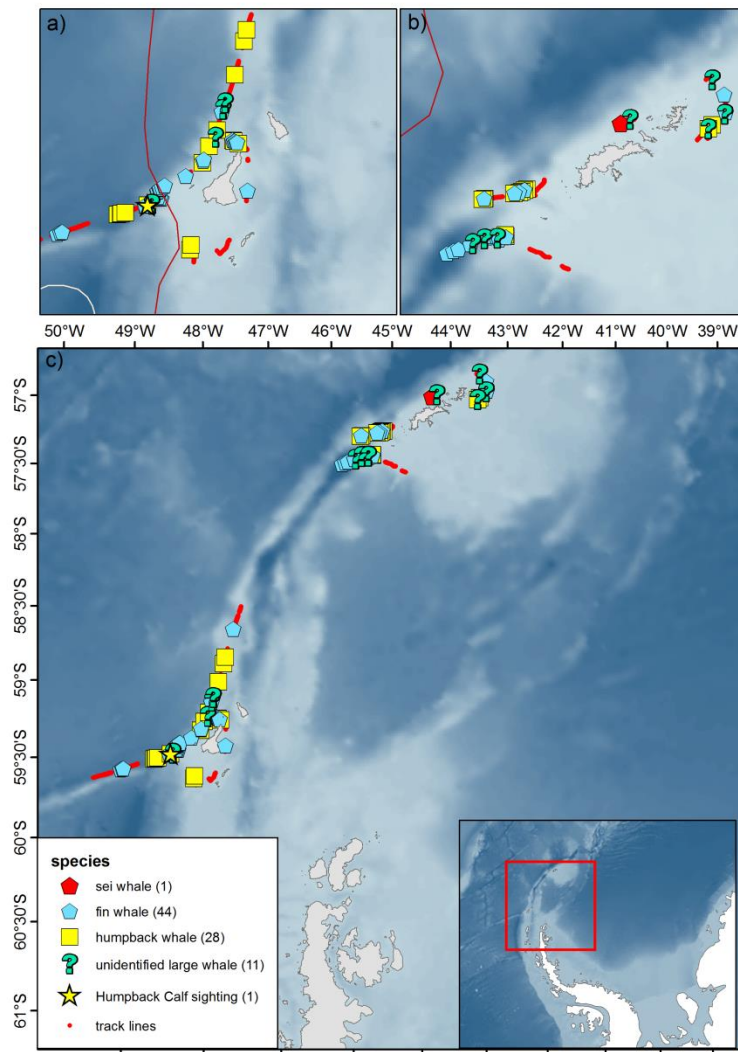 a)
b)
50°W 49°W 48°W 47°W 46°W 45°W 44°W 43°W 42°W 41°W 40°W 39°W
c)
57°S
57°30'S
58°S
58°30'S
59°S
59°30'S
60°S
60°30'S
61°S
species
sei whale (1)
fin whale (44)
humpback whale (28)
unidentified large whale (11)
Humpback Calf sighting (1)
track lines